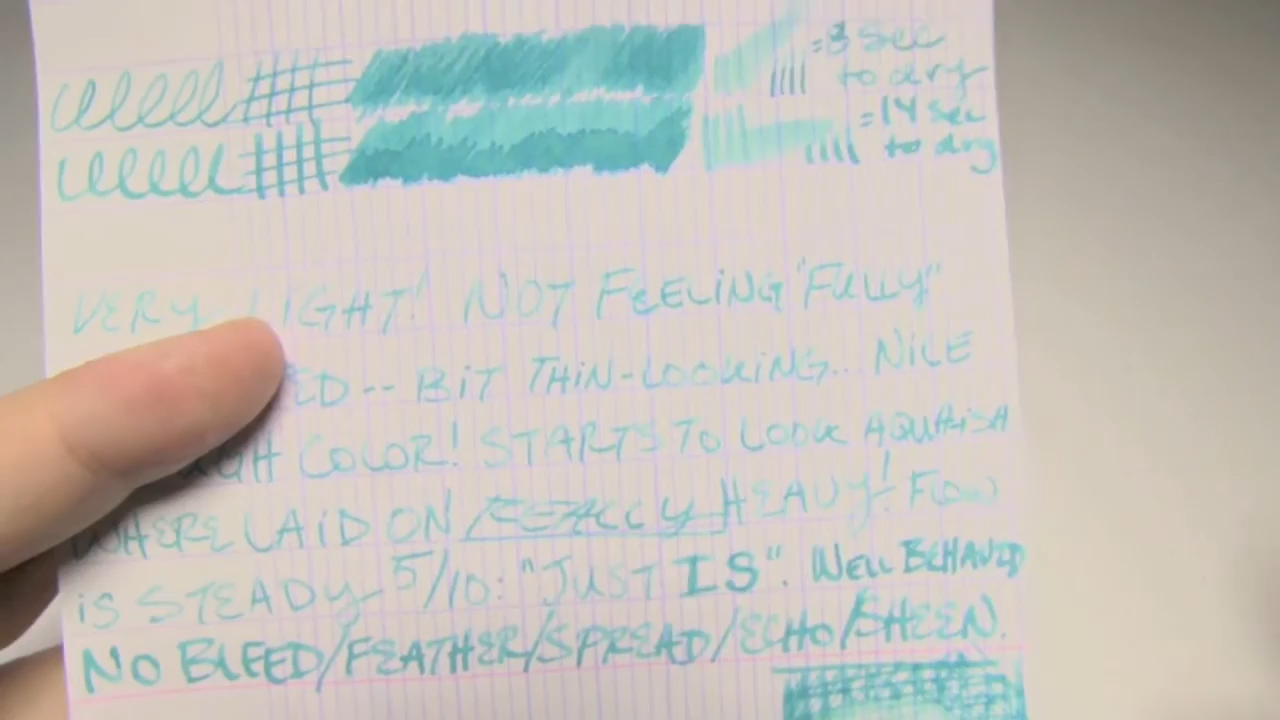 = 8 sec
to dry
= 14 sec
to dry
VERY LIGHT! NOT FEELING "FULLY"
ED -- BIT THIN-LOOKING... NICE
UGH COLOR! STARTS TO LOOK AQUAISH
WHERE LAID ON REALLY HEAVY! FLOW
IS STEADY 5/10: "JUST IS". WELL BEHAVED
NO BLEED/FEATHER/SPREAD/ECHO/SHEEN.